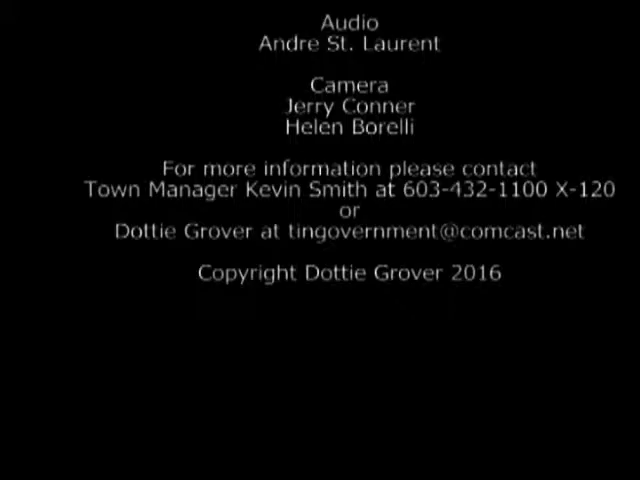 Audio
Andre St. Laurent
Camera
Jerry Conner
Helen Borelli
For more information please contact
Town Manager Kevin Smith at 603-432-1100 X-120
or
Dottie Grover at tingovernment@comcast.net
Copyright Dottie Grover 2016